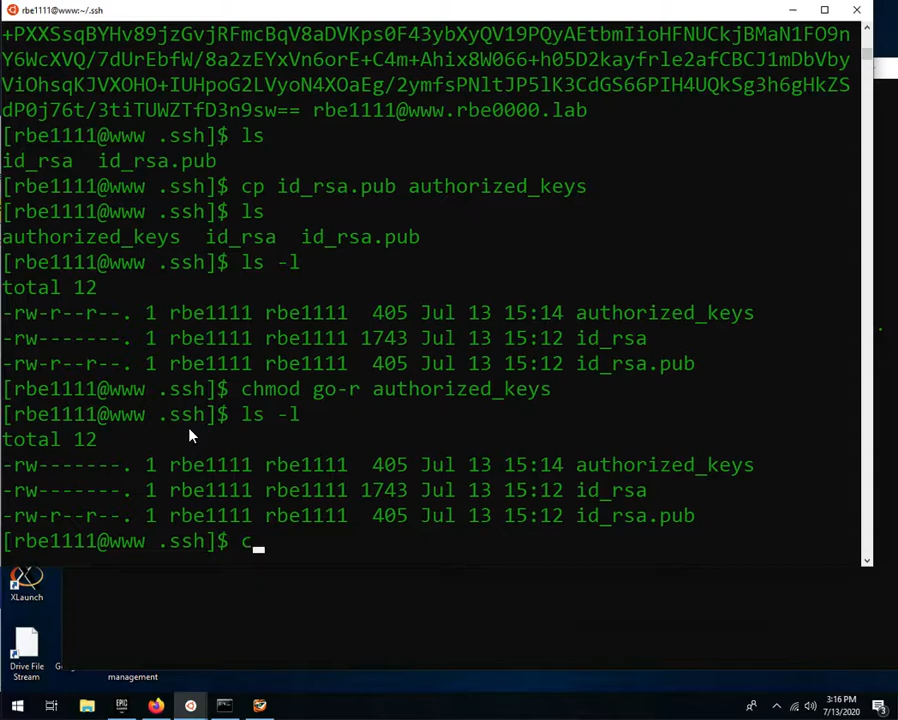 rbe1111@www:~/.ssh
+PXXSsqBYHv89jzGvjRFmcBqV8aDVKps0F43ybXyQV19PQyAEtbmIioHFNUCkjBMaN1FO9n
Y6WcXVQ/7dUrEbfW/8a2zEYxVn6orE+C4m+Ahix8W066+h05D2kayfrle2afCBCJ1mDbVby
ViOhsqKJVXOHO+IUHpoG2LVyoN4XOaEg/2ymfsPNltJP5lK3CdGS66PIH4UQkSg3h6gHkZS
dP0j76t/3tiTUWZTfD3n9sw== rbe1111@www.rbe0000.lab
[rbe1111@www .ssh]$ ls
id_rsa  id_rsa.pub
[rbe1111@www .ssh]$ cp id_rsa.pub authorized_keys
[rbe1111@www .ssh]$ ls
authorized_keys  id_rsa  id_rsa.pub
[rbe1111@www .ssh]$ ls -l
total 12
-rw-r--r--. 1 rbe1111 rbe1111  405 Jul 13 15:14 authorized_keys
-rw-------. 1 rbe1111 rbe1111 1743 Jul 13 15:12 id_rsa
-rw-r--r--. 1 rbe1111 rbe1111  405 Jul 13 15:12 id_rsa.pub
[rbe1111@www .ssh]$ chmod go-r authorized_keys
[rbe1111@www .ssh]$ ls -l
total 12
-rw-------. 1 rbe1111 rbe1111  405 Jul 13 15:14 authorized_keys
-rw-------. 1 rbe1111 rbe1111 1743 Jul 13 15:12 id_rsa
-rw-r--r--. 1 rbe1111 rbe1111  405 Jul 13 15:12 id_rsa.pub
[rbe1111@www .ssh]$ c
XLaunch
Drive File
Stream
management
EPIC
3:16 PM
7/13/2020
3